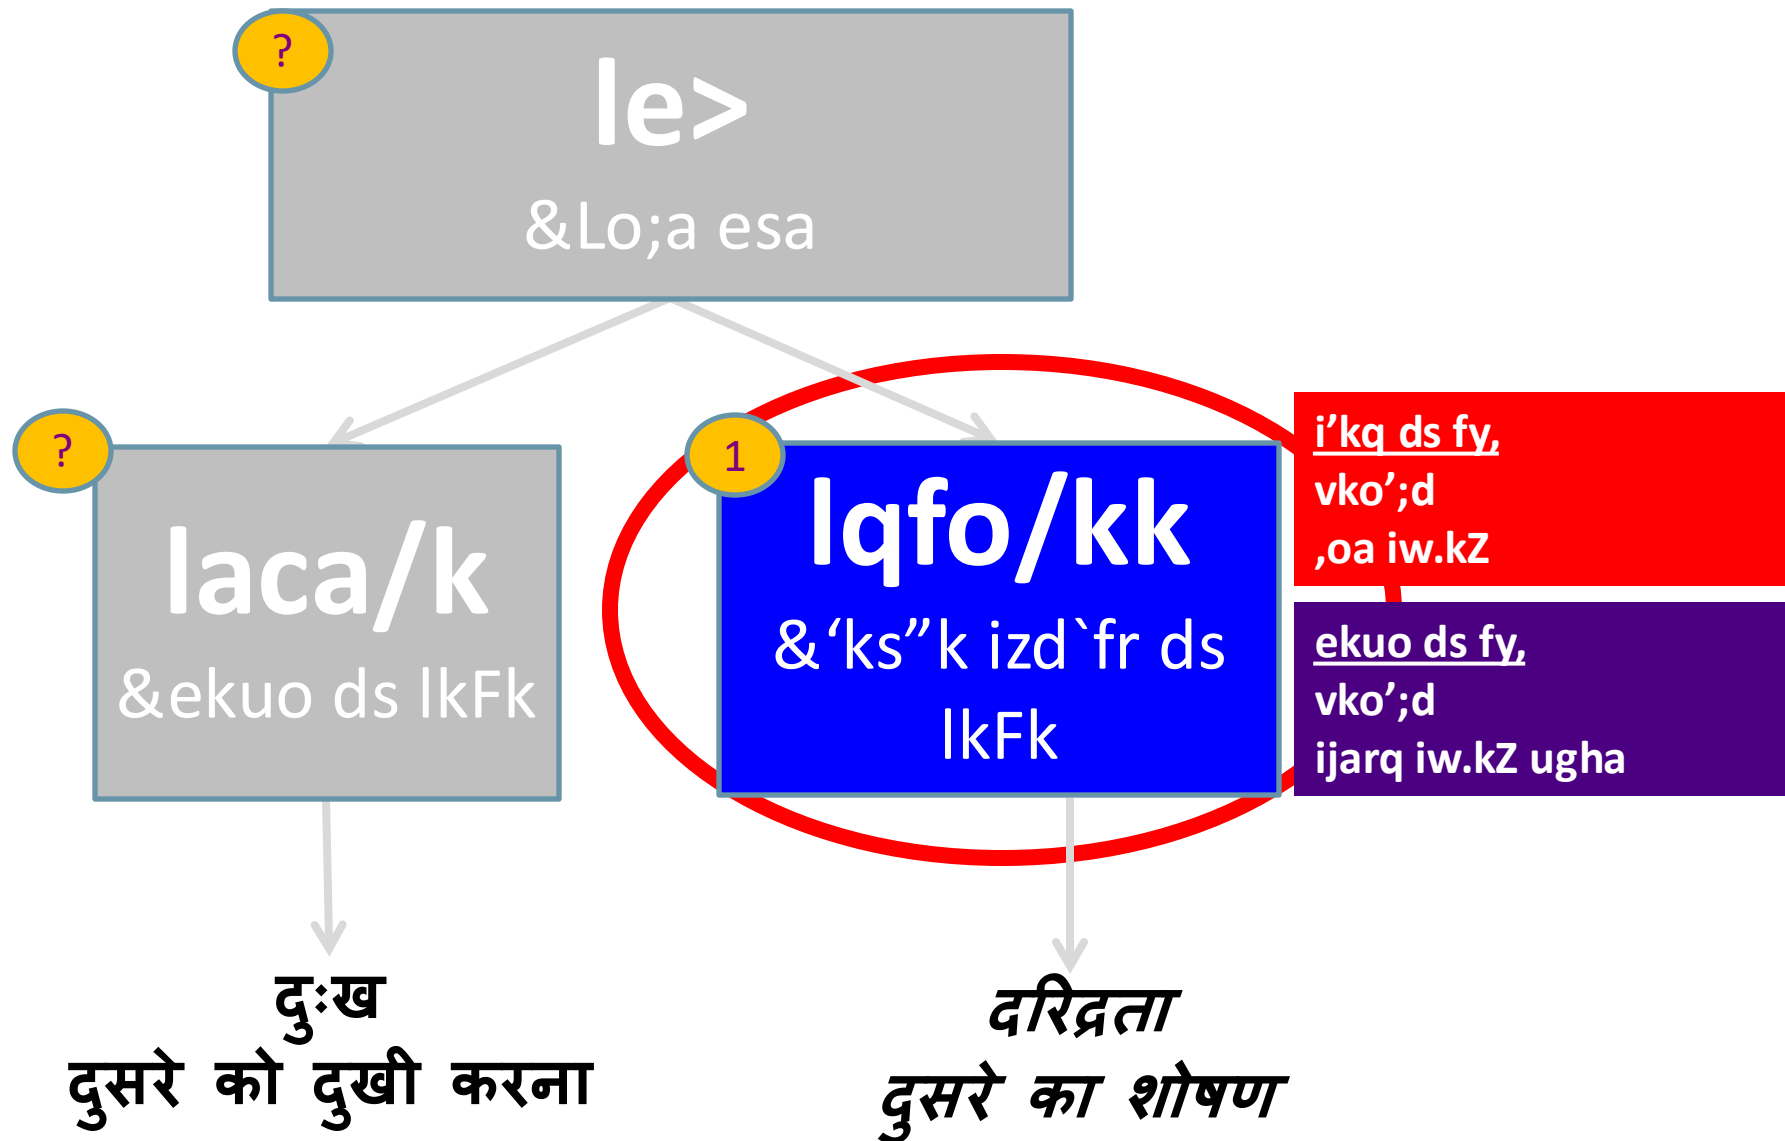 ?
le>
&Lo;a esa
?
laca/k
&ekuo ds lkFk
1
lqfo/kk
&‘ks”k izd`fr ds
lkFk
i’kq ds fy,
vko’;d
,oa iw.kZ
ekuo ds fy,
vko’;d
ijarq iw.kZ ugha
दुःख
दुसरे को दुखी करना
दरिद्रता
दुसरे का शोषण